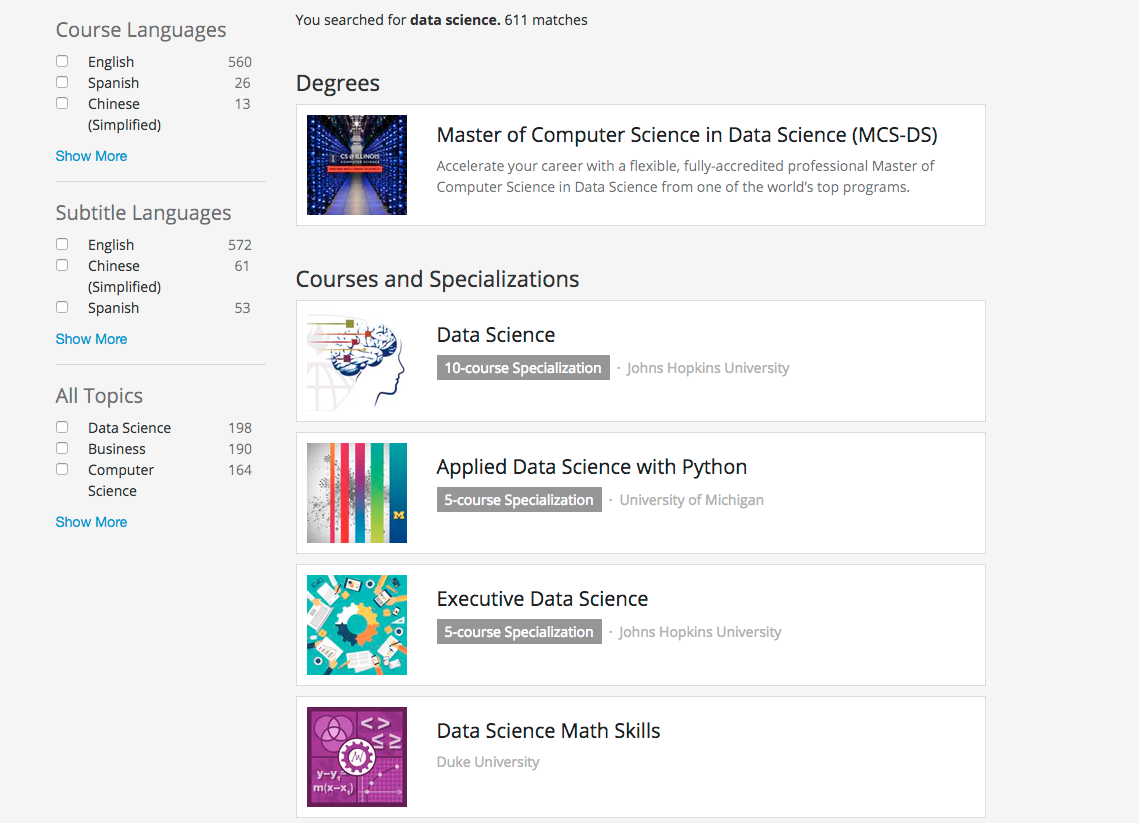 Course Languages
English 560
Spanish 26
Chinese 13
(Simplified)
Show More
Subtitle Languages
English 572
Chinese 61
(Simplified)
Spanish 53
Show More
All Topics
Data Science 198
Business 190
Computer 164
Science
Show More
You searched for data science. 611 matches
Degrees
CS @ ILLINOIS
COMPUTER SCIENCE
Master of Computer Science in Data Science (MCS-DS)
Accelerate your career with a flexible, fully-accredited professional Master of
Computer Science in Data Science from one of the world's top programs.
Courses and Specializations
Data Science
10-course Specialization · Johns Hopkins University
M
Applied Data Science with Python
5-course Specialization · University of Michigan
Executive Data Science
5-course Specialization · Johns Hopkins University
Data Science Math Skills
Duke University